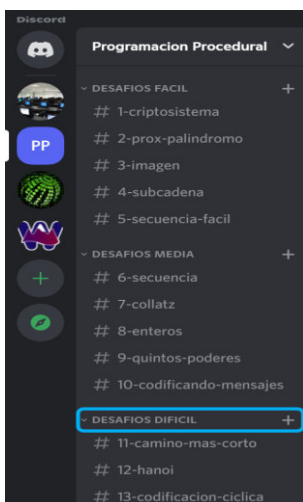 Discord
Programacion Procedural
DESAFIOS FACIL
# 1-criptosistema
# 2-prox-palindromo
# 3-imagen
# 4-subcadena
# 5-secuencia-facil
PP
DESAFIOS MEDIA
# 6-secuencia
# 7-collatz
# 8-enteros
# 9-quintos-poderes
# 10-codificando-mensajes
DESAFIOS DIFICIL
# 11-camino-mas-corto
# 12-hanoi
# 13-codificacion-ciclica